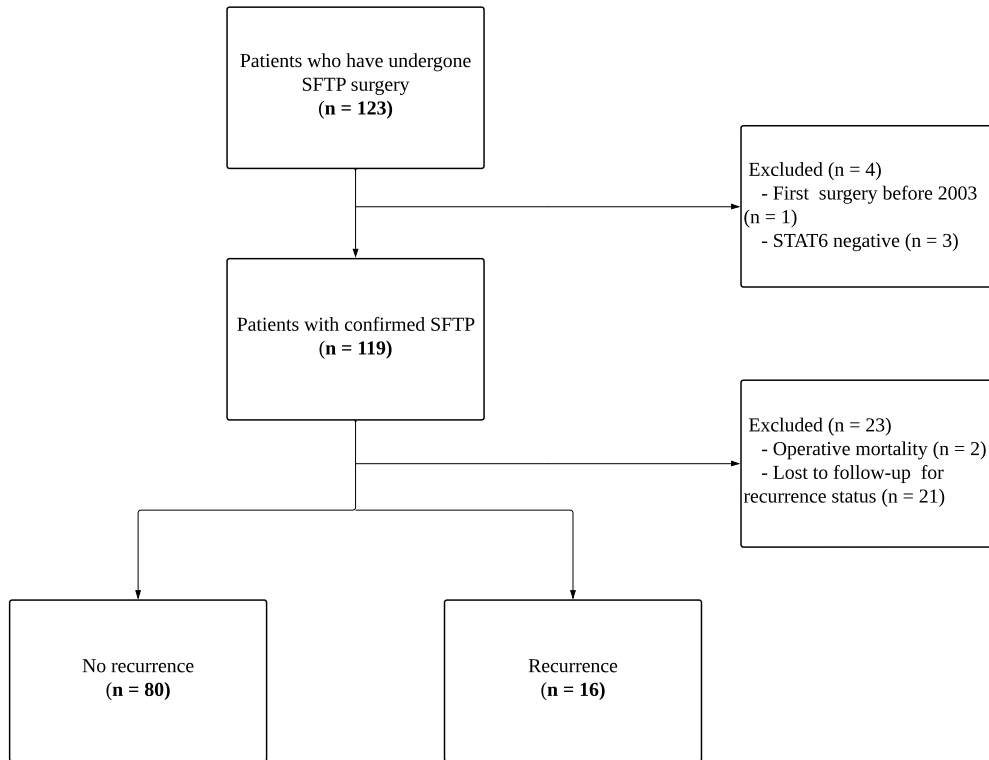 Patients who have undergone
SFTP surgery
(n = 123)
Excluded (n = 4)
- First  surgery before 2003
(n = 1)
- STAT6 negative (n = 3)
Patients with confirmed SFTP
(n = 119)
Excluded (n = 23)
- Operative mortality (n = 2)
- Lost to follow-up  for
recurrence status (n = 21)
No recurrence
(n = 80)
Recurrence
(n = 16)